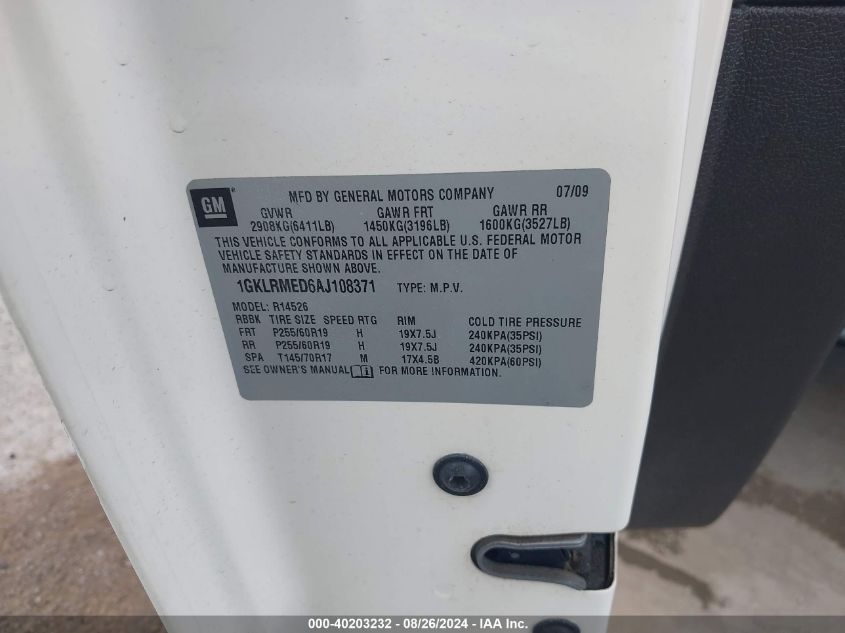 GM
MFD BY GENERAL MOTORS COMPANY 07/09
GVWR GAWR FRT GAWR RR
2908KG(6411LB) 1450KG(3196LB) 1600KG(3527LB)
THIS VEHICLE CONFORMS TO ALL APPLICABLE U.S. FEDERAL MOTOR
VEHICLE SAFETY STANDARDS IN EFFECT ON THE DATE OF
MANUFACTURE SHOWN ABOVE.
1GKLRMED6AJ108371 TYPE: M.P.V.
MODEL: R14526
RBBK TIRE SIZE SPEED RTG RIM COLD TIRE PRESSURE
FRT P255/60R19 H 19X7.5J 240KPA(35PSI)
RR P255/60R19 H 19X7.5J 240KPA(35PSI)
SPA T145/70R17 M 17X4.5B 420KPA(60PSI)
SEE OWNER'S MANUAL FOR MORE INFORMATION.
000-40203232 - 08/26/2024 - IAA Inc.